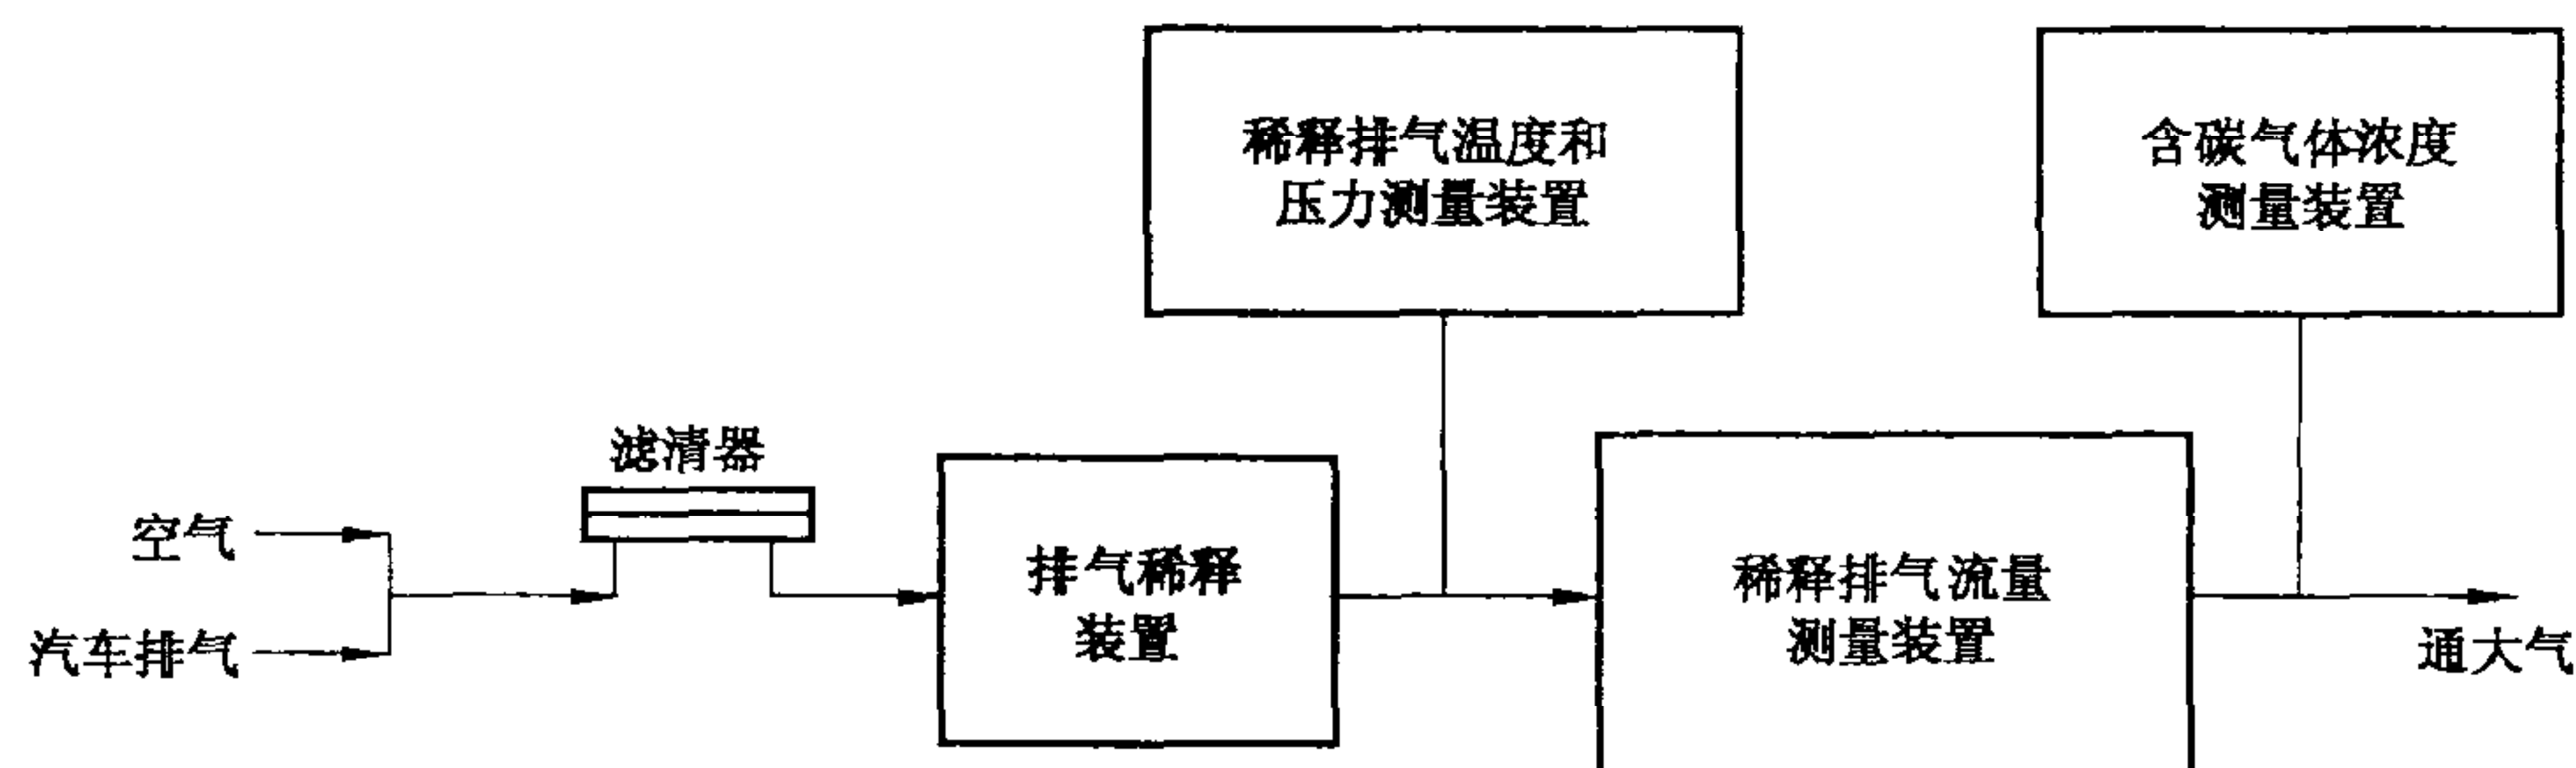 稀释排气温度和
压力测量装置
含碳气体浓度
测量装置
滤清器
空气
汽车排气
排气稀释
装置
稀释排气流量
测量装置
通大气